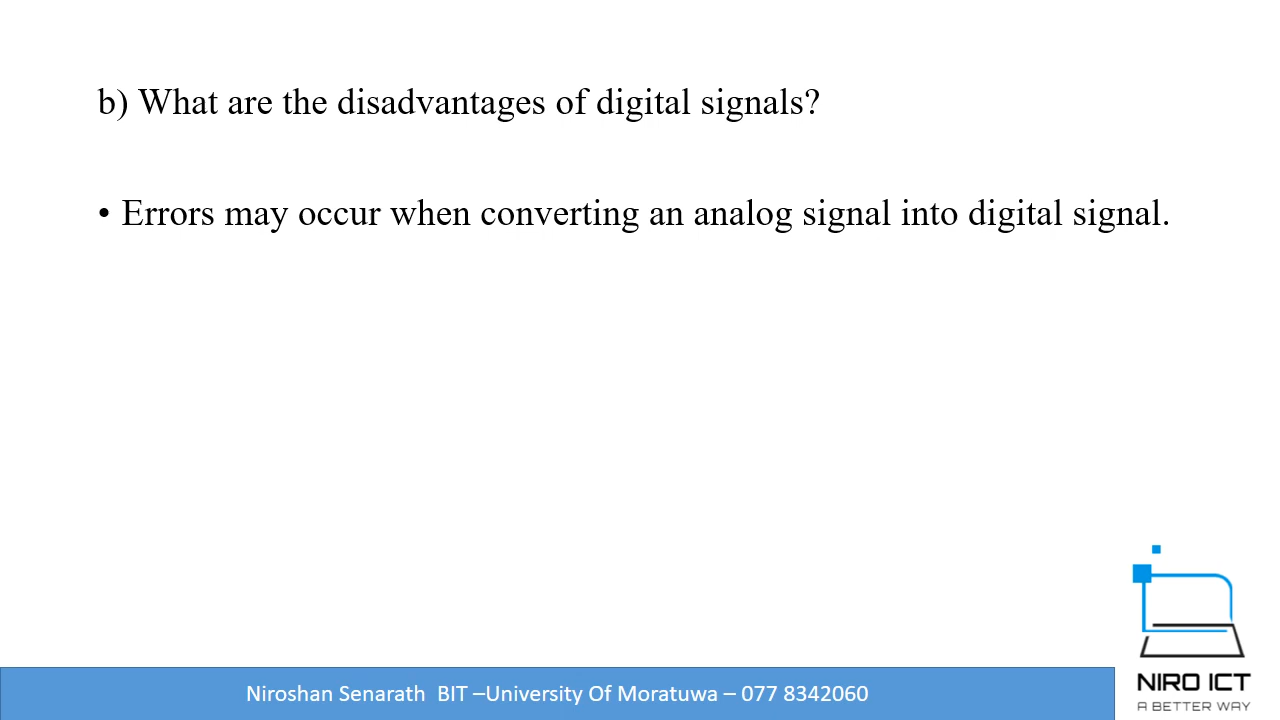 b) What are the disadvantages of digital signals?
• Errors may occur when converting an analog signal into digital signal.
Niroshan Senarath  BIT –University Of Moratuwa – 077 8342060
NIRO ICT
A BETTER WAY